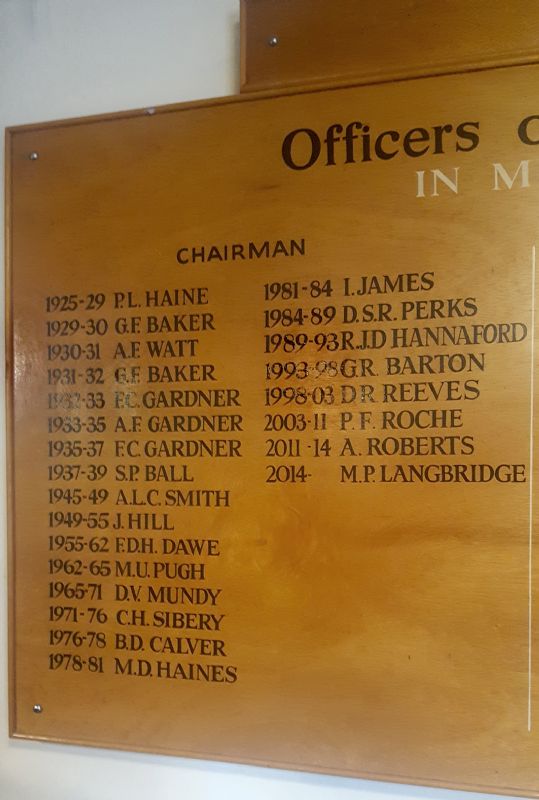 Officers
IN M
CHAIRMAN
1925-29 P.L. HAINE
1929-30 G.F. BAKER
1930-31 A.F. WATT
1931-32 G.F. BAKER
1932-33 F.C. GARDNER
1933-35 A.F. GARDNER
1935-37 F.C. GARDNER
1937-39 S.P. BALL
1945-49 A.L.C. SMITH
1949-55 J. HILL
1955-62 F.D.H. DAWE
1962-65 M.U. PUGH
1965-71 D.V. MUNDY
1971-76 C.H. SIBERY
1976-78 B.D. CALVER
1978-81 M.D. HAINES
1981-84 I. JAMES
1984-89 D.S.R. PERKS
1989-93 R.J.D HANNAFORD
1993-98 G.R. BARTON
1998-03 D.R REEVES
2003-11 P.F. ROCHE
2011-14 A. ROBERTS
2014- M.P. LANGBRIDGE